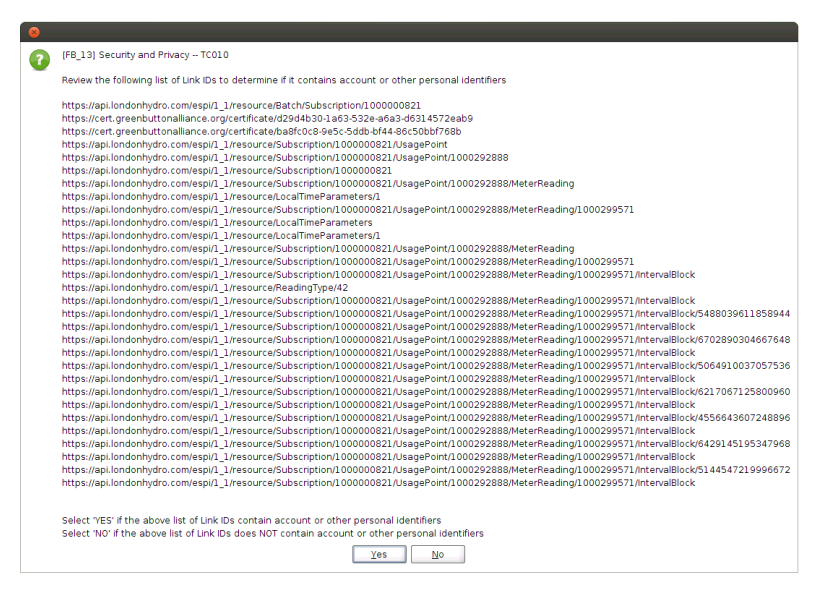 ?
[FB_13] Security and Privacy -- TC010
Review the following list of Link IDs to determine if it contains account or other personal identifiers
https://api.londonhydro.com/espi/1_1/resource/Batch/Subscription/1000000821
https://cert.greenbuttonalliance.org/certificate/d29d4b30-1a63-532e-a6a3-d6314572eab9
https://cert.greenbuttonalliance.org/certificate/ba8fc0c8-9e5c-5ddb-bf44-86c50bbf768b
https://api.londonhydro.com/espi/1_1/resource/Subscription/1000000821/UsagePoint
https://api.londonhydro.com/espi/1_1/resource/Subscription/1000000821/UsagePoint/1000292888
https://api.londonhydro.com/espi/1_1/resource/Subscription/1000000821
https://api.londonhydro.com/espi/1_1/resource/Subscription/1000000821/UsagePoint/1000292888/MeterReading
https://api.londonhydro.com/espi/1_1/resource/LocalTimeParameters/1
https://api.londonhydro.com/espi/1_1/resource/Subscription/1000000821/UsagePoint/1000292888/MeterReading/1000299571
https://api.londonhydro.com/espi/1_1/resource/LocalTimeParameters
https://api.londonhydro.com/espi/1_1/resource/LocalTimeParameters/1
https://api.londonhydro.com/espi/1_1/resource/Subscription/1000000821/UsagePoint/1000292888/MeterReading
https://api.londonhydro.com/espi/1_1/resource/Subscription/1000000821/UsagePoint/1000292888/MeterReading/1000299571
https://api.londonhydro.com/espi/1_1/resource/Subscription/1000000821/UsagePoint/1000292888/MeterReading/1000299571/IntervalBlock
https://api.londonhydro.com/espi/1_1/resource/ReadingType/42
https://api.londonhydro.com/espi/1_1/resource/Subscription/1000000821/UsagePoint/1000292888/MeterReading/1000299571/IntervalBlock
https://api.londonhydro.com/espi/1_1/resource/Subscription/1000000821/UsagePoint/1000292888/MeterReading/1000299571/IntervalBlock/5488039611858944
https://api.londonhydro.com/espi/1_1/resource/Subscription/1000000821/UsagePoint/1000292888/MeterReading/1000299571/IntervalBlock
https://api.londonhydro.com/espi/1_1/resource/Subscription/1000000821/UsagePoint/1000292888/MeterReading/1000299571/IntervalBlock/6702890304667648
https://api.londonhydro.com/espi/1_1/resource/Subscription/1000000821/UsagePoint/1000292888/MeterReading/1000299571/IntervalBlock
https://api.londonhydro.com/espi/1_1/resource/Subscription/1000000821/UsagePoint/1000292888/MeterReading/1000299571/IntervalBlock/5064910037057536
https://api.londonhydro.com/espi/1_1/resource/Subscription/1000000821/UsagePoint/1000292888/MeterReading/1000299571/IntervalBlock
https://api.londonhydro.com/espi/1_1/resource/Subscription/1000000821/UsagePoint/1000292888/MeterReading/1000299571/IntervalBlock/6217067125800960
https://api.londonhydro.com/espi/1_1/resource/Subscription/1000000821/UsagePoint/1000292888/MeterReading/1000299571/IntervalBlock
https://api.londonhydro.com/espi/1_1/resource/Subscription/1000000821/UsagePoint/1000292888/MeterReading/1000299571/IntervalBlock/4556643607248896
https://api.londonhydro.com/espi/1_1/resource/Subscription/1000000821/UsagePoint/1000292888/MeterReading/1000299571/IntervalBlock
https://api.londonhydro.com/espi/1_1/resource/Subscription/1000000821/UsagePoint/1000292888/MeterReading/1000299571/IntervalBlock/6429145195347968
https://api.londonhydro.com/espi/1_1/resource/Subscription/1000000821/UsagePoint/1000292888/MeterReading/1000299571/IntervalBlock
https://api.londonhydro.com/espi/1_1/resource/Subscription/1000000821/UsagePoint/1000292888/MeterReading/1000299571/IntervalBlock/5144547219996672
https://api.londonhydro.com/espi/1_1/resource/Subscription/1000000821/UsagePoint/1000292888/MeterReading/1000299571/IntervalBlock
Select 'YES' if the above list of Link IDs contain account or other personal identifiers
Select 'NO' if the above list of Link IDs does NOT contain account or other personal identifiers
Yes No